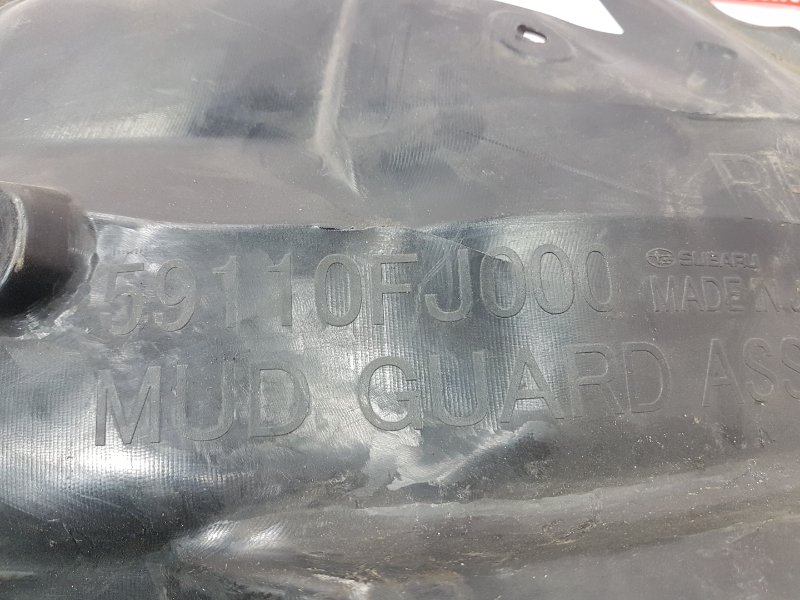 59110FJ000
SUBARU
MADE IN
MUD GUARD ASS